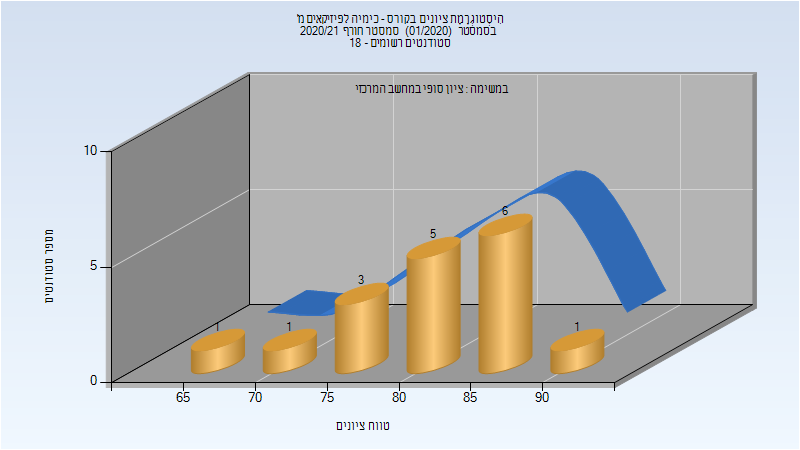 היסטוגרמת ציונים בקורס - כימיה לפיזיקאים מ'
בסמסטר (01/2020) סמסטר חורף 2020/21
סטודנטים רשומים - 18
במשימה : ציון סופי במחשב המרכזי
מספר סטודנטים
10
5
0
1
1
3
5
6
1
65
70
75
80
85
90
טווח ציונים